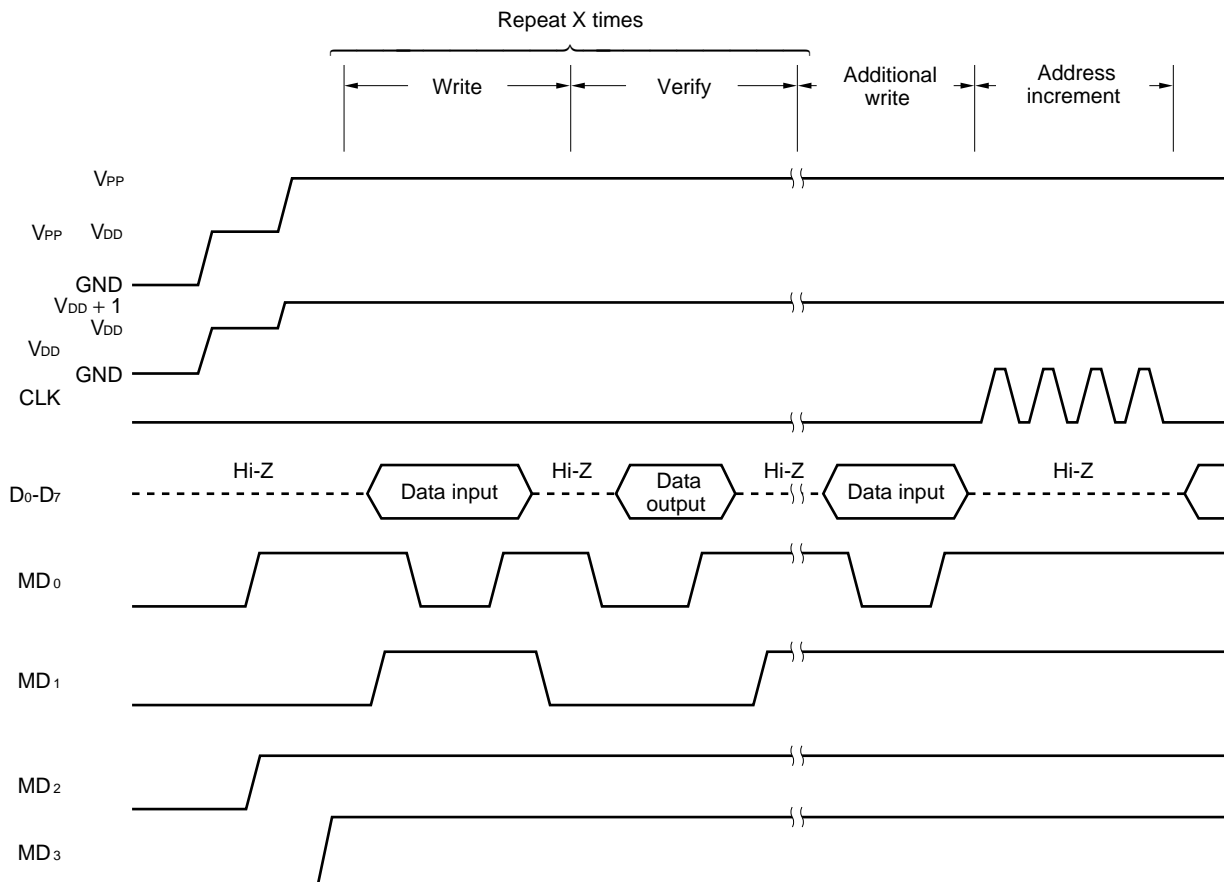 Repeat X times
Write
Verify
Additional
write
Address
increment
VPP
VPP VDD
GND
VDD + 1
VDD
VDD
GND
CLK
D0-D7
Hi-Z
Data input
Hi-Z
Data
output
Hi-Z
Data input
Hi-Z
MD0
MD1
MD2
MD3